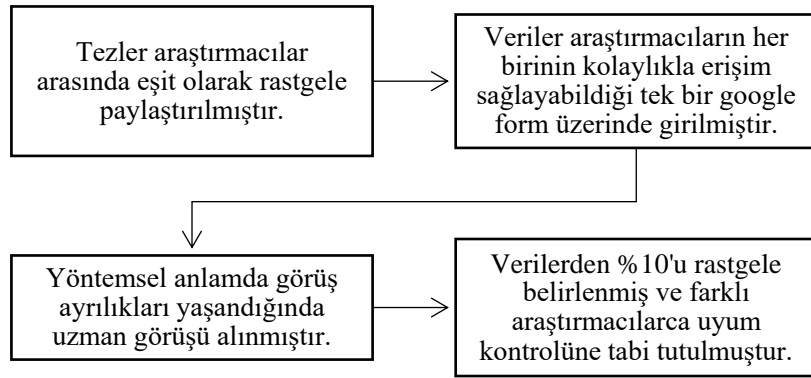 Tezler araştırmacılar
arasında eşit olarak rastgele
paylaştırılmıştır.
Veriler araştırmacıların her
birinin kolaylıkla erişim
sağlayabildiği tek bir google
form üzerinde girilmiştir.
Yöntemsel anlamda görüş
ayrılıkları yaşandığında
uzman görüşü alınmıştır.
Verilerden %10'u rastgele
belirlenmiş ve farklı
araştırmacılarca uyum
kontrolüne tabi tutulmuştur.